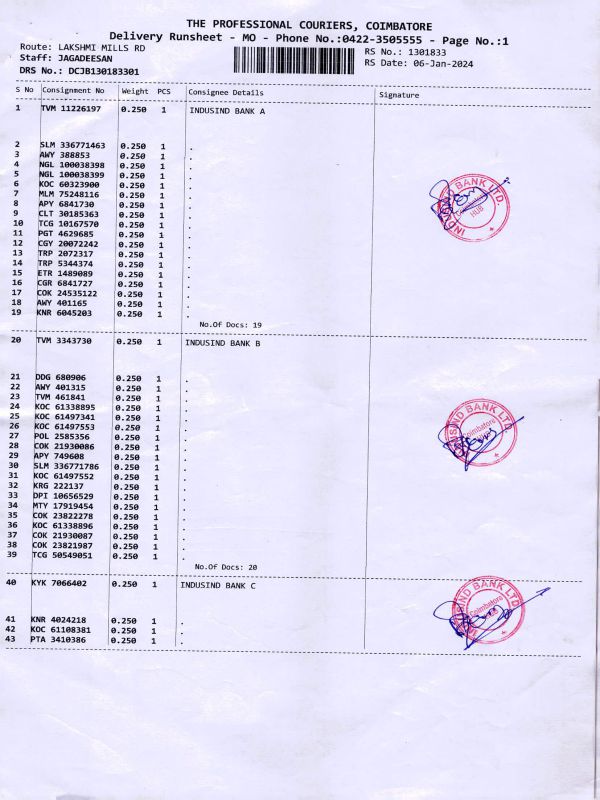 THE PROFESSIONAL COURIERS, COIMBATORE
Delivery Runsheet - MO - Phone No.:0422-3505555 - Page No.:1
Route: LAKSHMI MILLS RD
Staff: JAGADEESAN
DRS No.: DCJB130183301
RS No.: 1301833
RS Date: 06-Jan-2024
S No Consignment No Weight PCS Consignee Details Signature
1 TVM 11226197 0.250 1 INDUSIND BANK A
2 SLM 336771463 0.250 1 .
3 AWY 388853 0.250 1 .
4 NGL 100038398 0.250 1 .
5 NGL 100038399 0.250 1 .
6 KOC 60323900 0.250 1 .
7 MLM 75248116 0.250 1 .
8 APY 6841730 0.250 1 .
9 CLT 30185363 0.250 1 .
10 TCG 10167570 0.250 1 .
11 PGT 4629685 0.250 1 .
12 CGY 20072242 0.250 1 .
13 TRP 2072317 0.250 1 .
14 TRP 5344374 0.250 1 .
15 ETR 1489089 0.250 1 .
16 CGR 6841727 0.250 1 .
17 COK 24535122 0.250 1 .
18 AWY 401165 0.250 1 .
19 KNR 6045203 0.250 1 .
No.Of Docs: 19
INDUSIND BANK LTD.
Coimbatore
HUB
20 TVM 3343730 0.250 1 INDUSIND BANK B
21 DDG 680906 0.250 1 .
22 AWY 401315 0.250 1 .
23 TVM 461841 0.250 1 .
24 KOC 61338895 0.250 1 .
25 KOC 61497341 0.250 1 .
26 KOC 61497553 0.250 1 .
27 POL 2585356 0.250 1 .
28 COK 21930086 0.250 1 .
29 APY 749608 0.250 1 .
30 SLM 336771786 0.250 1 .
31 KOC 61497552 0.250 1 .
32 KRG 222137 0.250 1 .
33 DPI 10656529 0.250 1 .
34 MTY 17919454 0.250 1 .
35 COK 23822278 0.250 1 .
36 KOC 61338896 0.250 1 .
37 COK 21930087 0.250 1 .
38 COK 23821987 0.250 1 .
39 TCG 50549051 0.250 1 .
No.Of Docs: 20
INDUSIND BANK LTD.
Coimbatore
40 KYK 7066402 0.250 1 INDUSIND BANK C
41 KNR 4024218 0.250 1 .
42 KOC 61108381 0.250 1 .
43 PTA 3410386 0.250 1 .
INDUSIND BANK LTD
Coimbatore